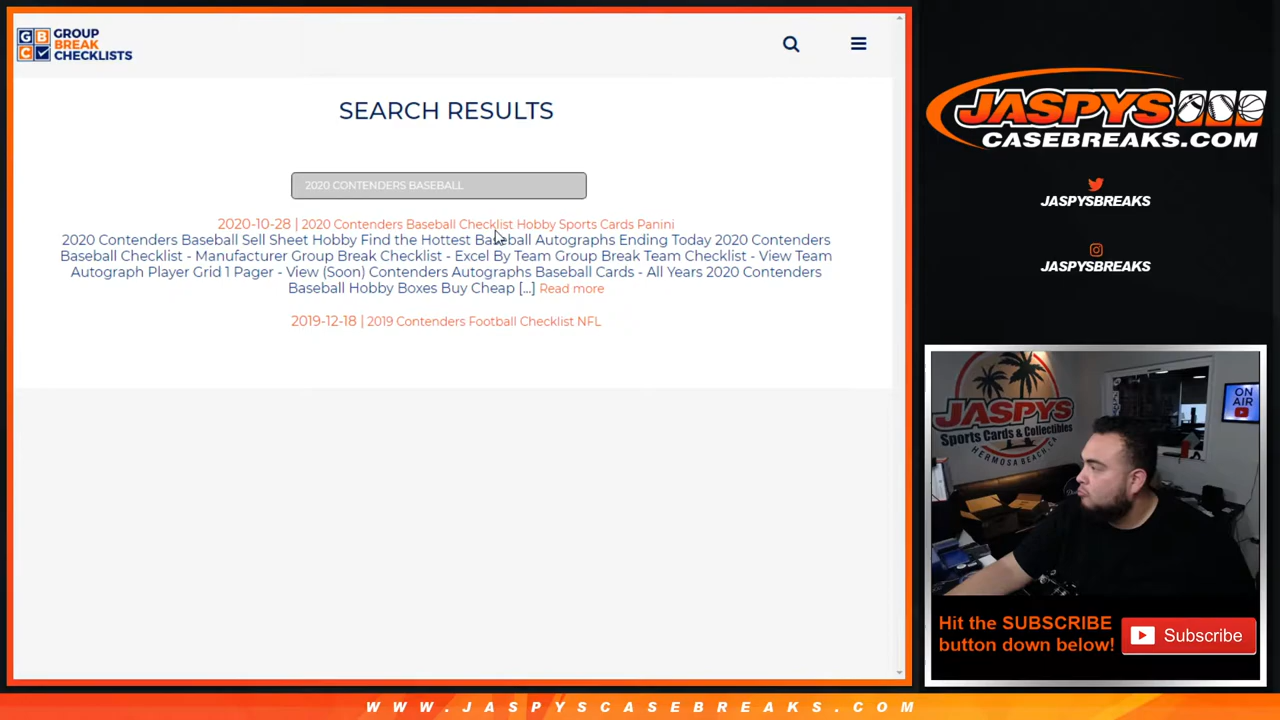 GB
C
GROUP
BREAK
CHECKLISTS
SEARCH RESULTS
2020 CONTENDERS BASEBALL
2020-10-28 | 2020 Contenders Baseball Checklist Hobby Sports Cards Panini
2020 Contenders Baseball Sell Sheet Hobby Find the Hottest Baseball Autographs Ending Today 2020 Contenders
Baseball Checklist - Manufacturer Group Break Checklist - Excel By Team Group Break Team Checklist - View Team
Autograph Player Grid 1 Pager - View (Soon) Contenders Autographs Baseball Cards - All Years 2020 Contenders
Baseball Hobby Boxes Buy Cheap [...] Read more
2019-12-18 | 2019 Contenders Football Checklist NFL
JASPYS
CASEBREAKS.COM
JASPYSBREAKS
JASPYSBREAKS
JASPYS
Sports Cards & Collectibles
HERMOSA BEACH, CA
ON
AIR
Hit the SUBSCRIBE
button down below!
Subscribe
WWW.JASPYSCASEBREAKS.COM